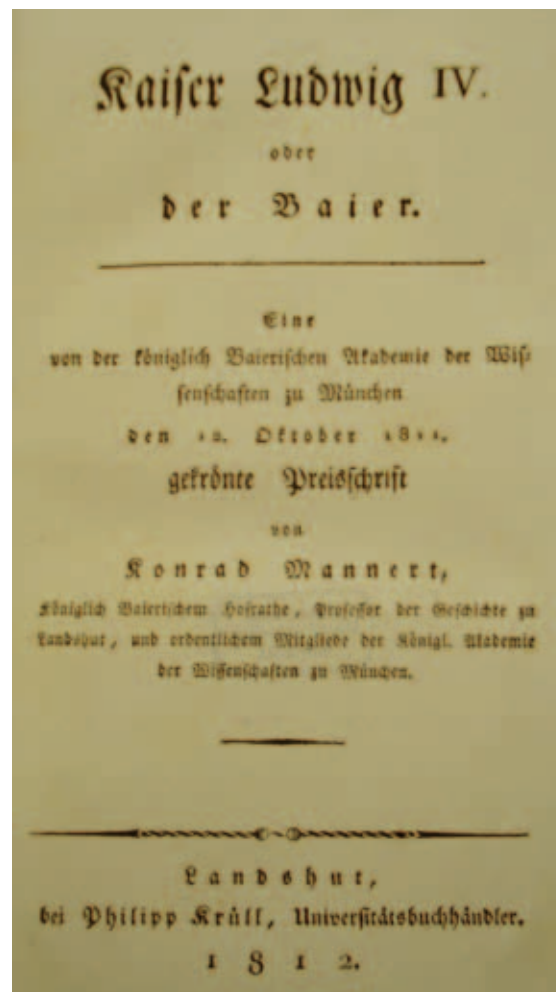 Kaiser Ludwig IV.
oder
der Baier.
Eine
von der königlich Baierischen Akademie der Wis-
senschaften zu München
den 12. Oktober 1811.
gekrönte Preisschrift
von
Konrad Mannert,
Königlich Baierischem Hofrathe, Professor der Geschichte zu
Landshut, und ordentlichem Mitgliede der Königl. Akademie
der Wissenschaften zu München.
Landshut,
bei Philipp Krüll, Universitätsbuchhändler.
1812.